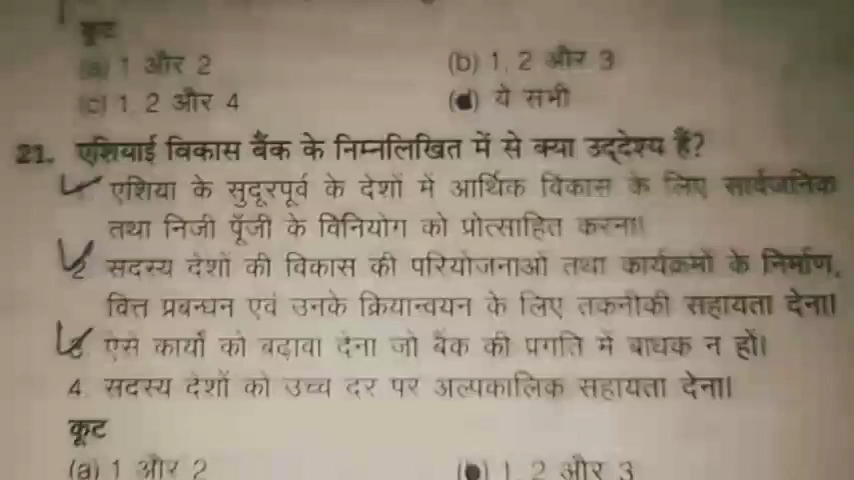 कूट
(a) 1 और 2 (b) 1, 2 और 3
(c) 1, 2 और 4 (d) ये सभी
21. एशियाई विकास बैंक के निम्नलिखित में से क्या उद्देश्य हैं?
1 एशिया के सुदूरपूर्व के देशों में आर्थिक विकास के लिए सार्वजनिक
तथा निजी पूँजी के विनियोग को प्रोत्साहित करना।
2 सदस्य देशों की विकास की परियोजनाओं तथा कार्यक्रमों के निर्माण,
वित्त प्रबन्धन एवं उनके क्रियान्वयन के लिए तकनीकी सहायता देना।
3 ऐसे कार्यों को बढ़ावा देना जो बैंक की प्रगति में बाधक न हों।
4. सदस्य देशों को उच्च दर पर अल्पकालिक सहायता देना।
कूट
(a) 1 और 2 (b) 1, 2 और 3